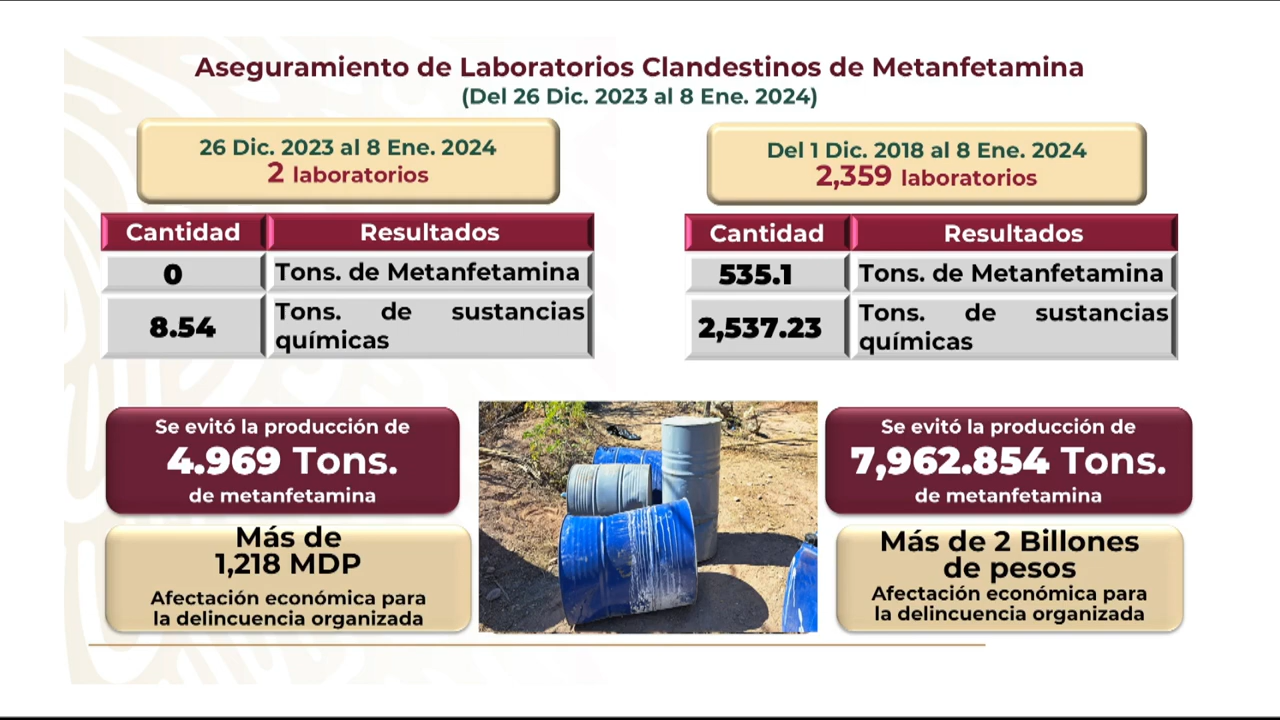 Aseguramiento de Laboratorios Clandestinos de Metanfetamina
(Del 26 Dic. 2023 al 8 Ene. 2024)
26 Dic. 2023 al 8 Ene. 2024
2 laboratorios
Cantidad Resultados
0 Tons. de Metanfetamina
8.54 Tons. de sustancias
químicas
Se evitó la producción de
4.969 Tons.
de metanfetamina
Más de
1,218 MDP
Afectación económica para
la delincuencia organizada
Del 1 Dic. 2018 al 8 Ene. 2024
2,359 laboratorios
Cantidad Resultados
535.1 Tons. de Metanfetamina
2,537.23 Tons. de sustancias
químicas
Se evitó la producción de
7,962.854 Tons.
de metanfetamina
Más de 2 Billones
de pesos
Afectación económica para
la delincuencia organizada